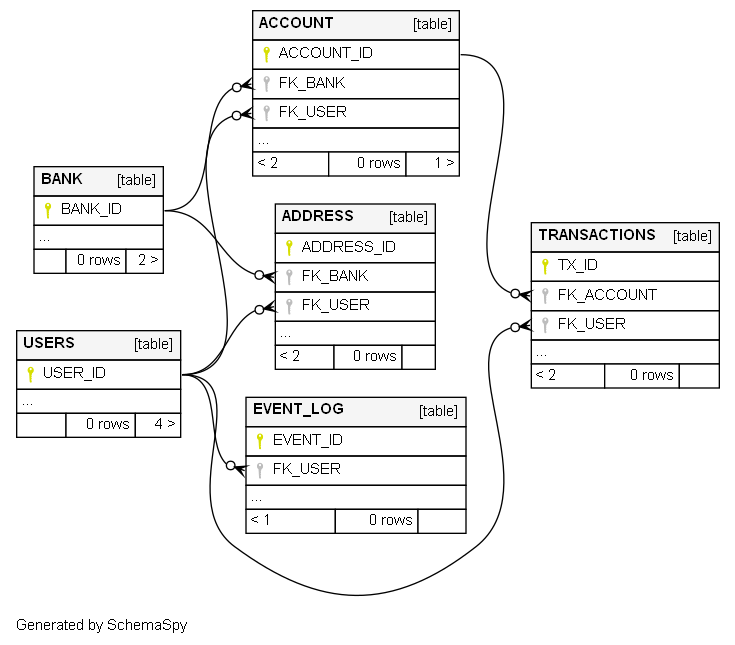 ACCOUNT [table]
ACCOUNT_ID
FK_BANK
FK_USER
...
< 2 0 rows 1 >
BANK [table]
BANK_ID
...
0 rows 2 >
ADDRESS [table]
ADDRESS_ID
FK_BANK
FK_USER
...
< 2 0 rows
TRANSACTIONS [table]
TX_ID
FK_ACCOUNT
FK_USER
...
< 2 0 rows
USERS [table]
USER_ID
...
0 rows 4 >
EVENT_LOG [table]
EVENT_ID
FK_USER
...
< 1 0 rows
Generated by SchemaSpy